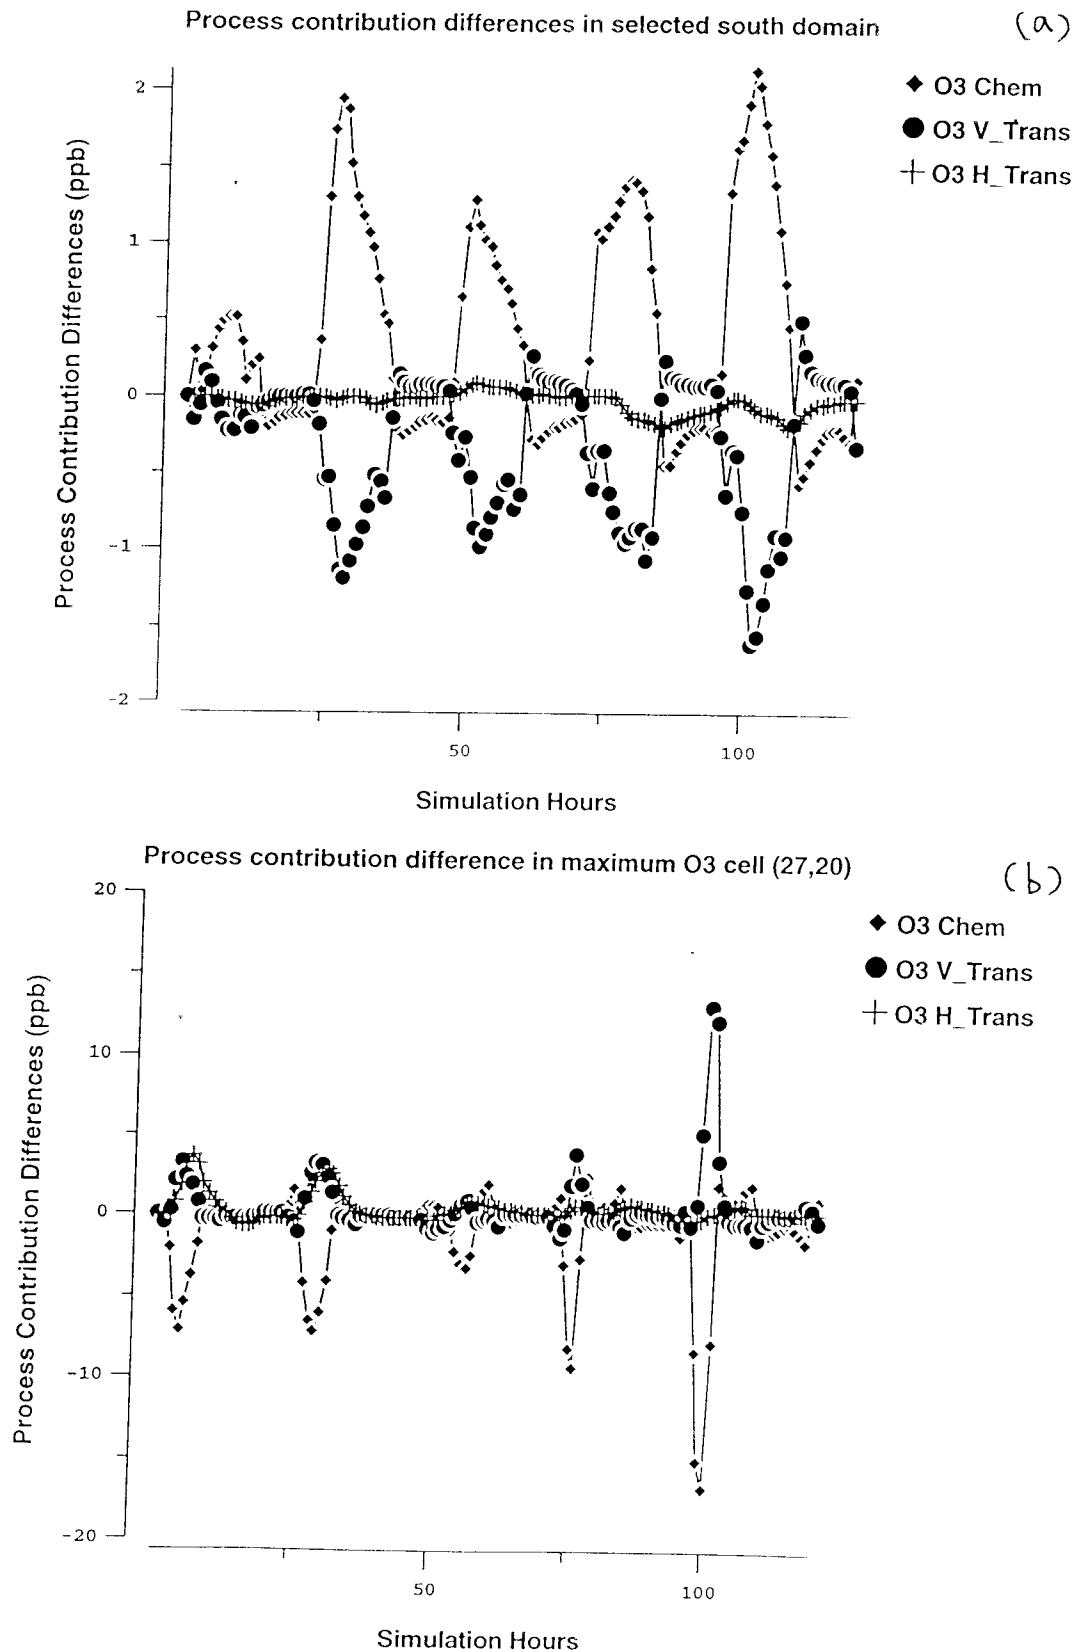 Process contribution differences in selected south domain
(a)
O3 Chem
O3 V_Trans
O3 H_Trans
Process Contribution Differences (ppb)
2
1
0
-1
-2
50
100
Simulation Hours
Process contribution difference in maximum O3 cell (27,20)
(b)
O3 Chem
O3 V_Trans
O3 H_Trans
Process Contribution Differences (ppb)
20
10
0
-10
-20
50
100
Simulation Hours